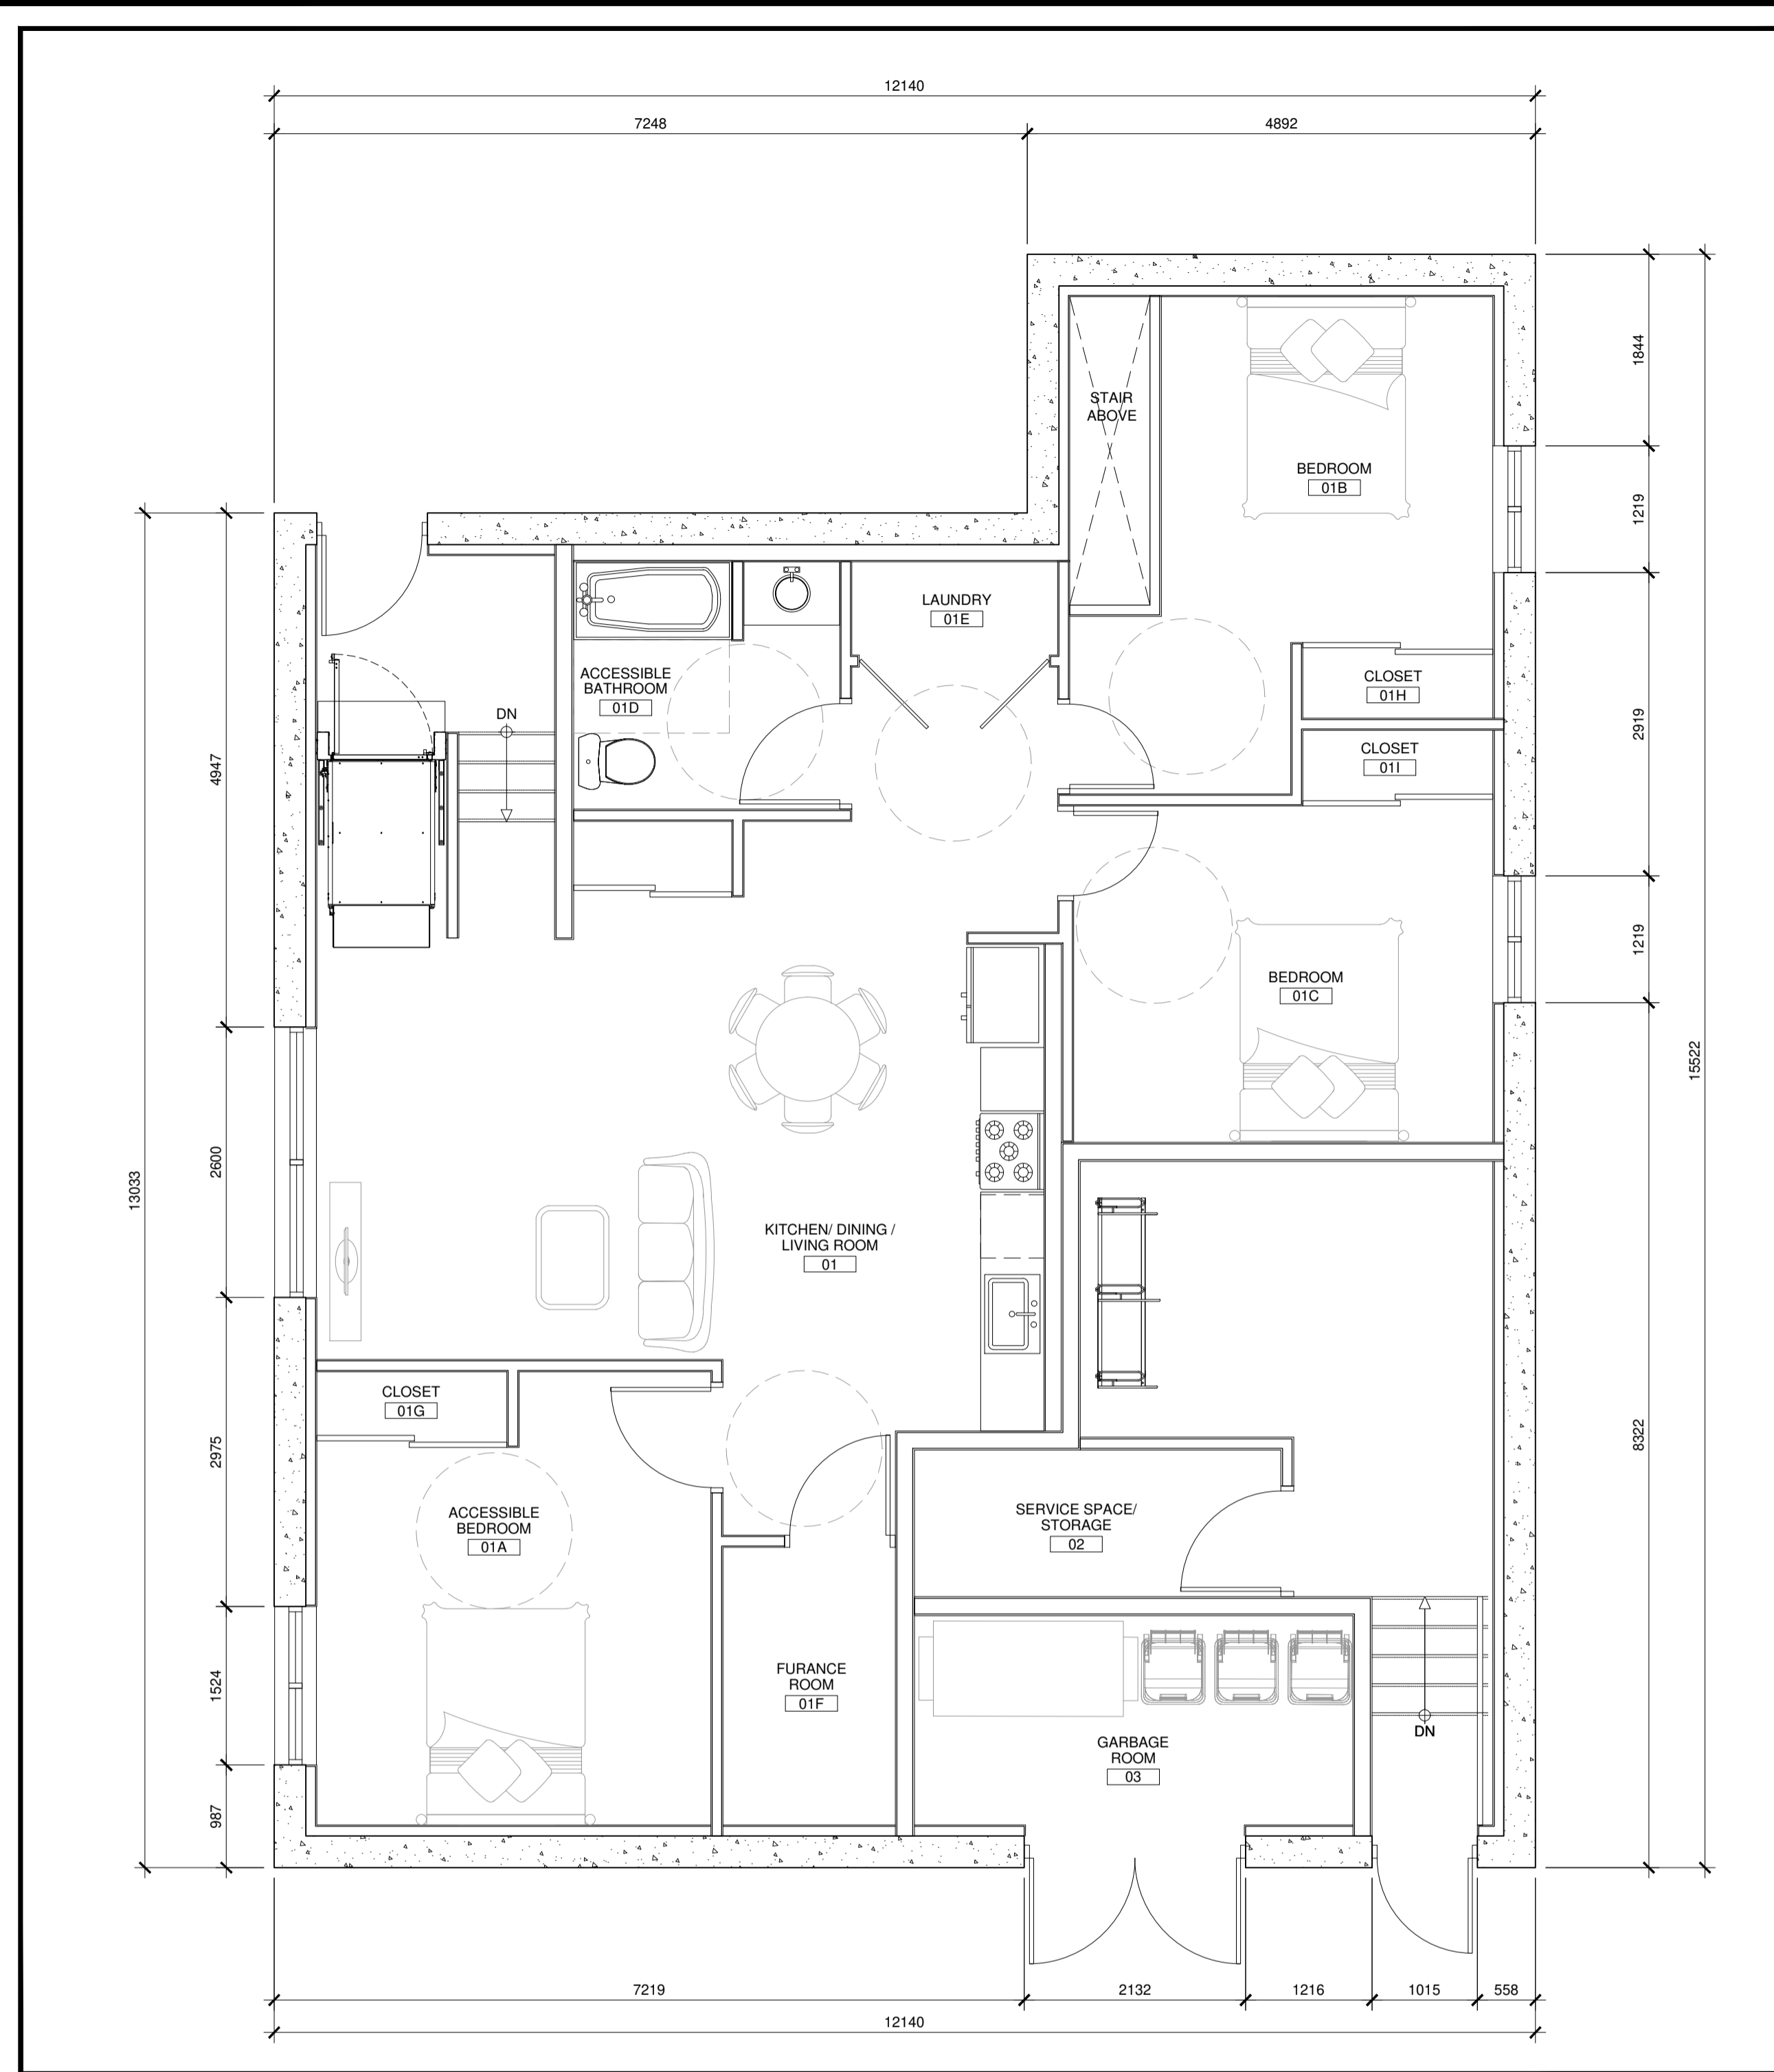 12140
7248
4892
1844
STAIR
ABOVE
BEDROOM
01B
1219
LAUNDRY
01E
ACCESSIBLE
BATHROOM
01D
CLOSET
01H
DN
CLOSET
01I
2919
4947
1219
BEDROOM
01C
15522
13033
2600
KITCHEN/ DINING /
LIVING ROOM
01
CLOSET
01G
2975
8322
ACCESSIBLE
BEDROOM
01A
SERVICE SPACE/
STORAGE
02
FURANCE
ROOM
01F
1524
DN
GARBAGE
ROOM
03
987
7219
2132
1216
1015
558
12140